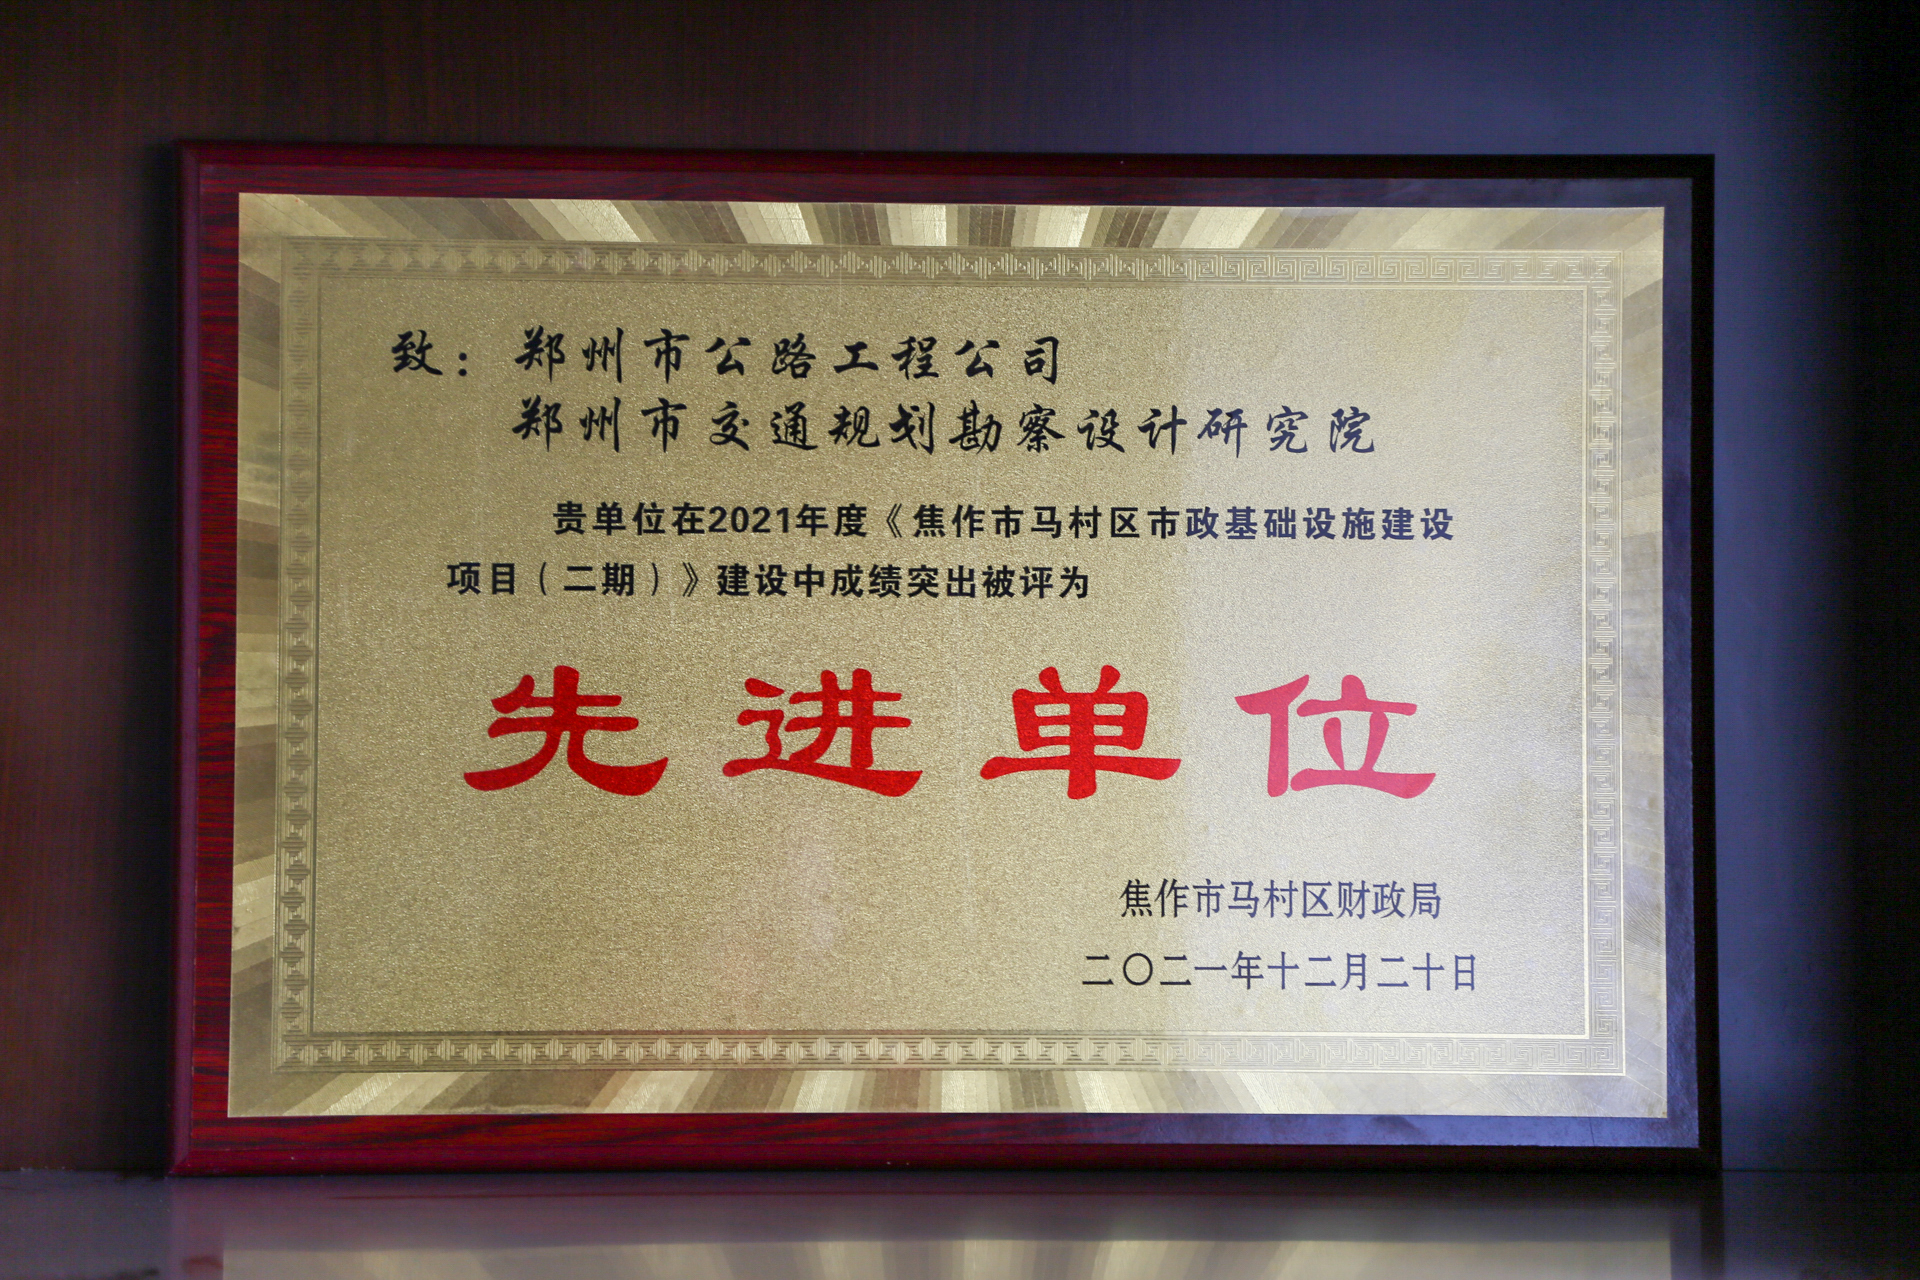 致：郑州市公路工程公司
郑州市交通规划勘察设计研究院
贵单位在2021年度《焦作市马村区市政基础设施建设
项目（二期）》建设中成绩突出被评为
先进单位
焦作市马村区财政局
二〇二一年十二月二十日